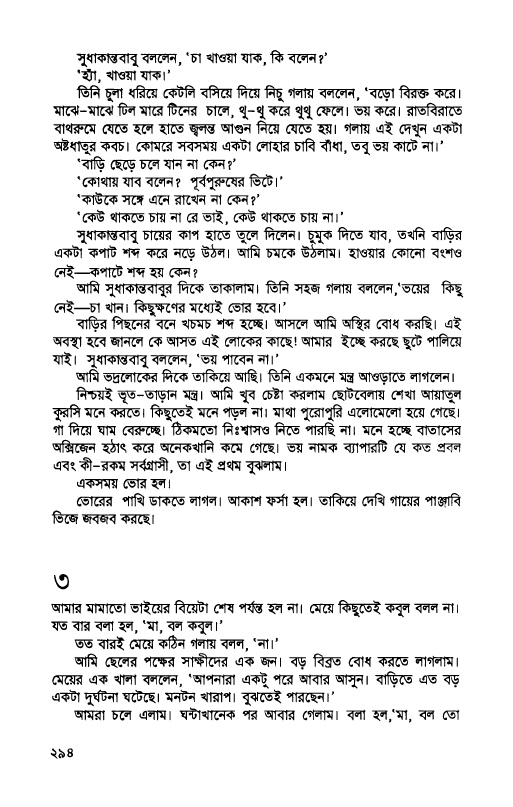 সুধাকান্তবাবু বললেন, ‘চা খাওয়া যাক, কি বলেন?’
‘হ্যাঁ, খাওয়া যাক।’
তিনি চুলা ধরিয়ে কেটলি বসিয়ে দিয়ে নিচু গলায় বললেন, ‘বড়ো বিরক্ত করে।
মাঝে-মাঝে ঢিল মারে টিনের চালে, থু-থু করে থুথু ফেলে। ভয় করে। রাতবিরাতে
বাথরুমে যেতে হলে হাতে জ্বলন্ত আগুন নিয়ে যেতে হয়। গলায় এই দেখুন একটা
অষ্টধাতুর কবচ। কোমরে সবসময় একটা লোহার চাবি বাঁধা, তবু ভয় কাটে না।’
‘বাড়ি ছেড়ে চলে যান না কেন?’
‘কোথায় যাব বলেন? পূর্বপুরুষের ভিটে।’
‘কাউকে সঙ্গে এনে রাখেন না কেন?’
‘কেউ থাকতে চায় না রে ভাই, কেউ থাকতে চায় না।’
সুধাকান্তবাবু চায়ের কাপ হাতে তুলে দিলেন। চুমুক দিতে যাব, তখনি বাড়ির
একটা কপাট শব্দ করে নড়ে উঠল। আমি চমকে উঠলাম। হাওয়ার কোনো বংশও
নেই—কপাটে শব্দ হয় কেন?
আমি সুধাকান্তবাবুর দিকে তাকালাম। তিনি সহজ গলায় বললেন,‘ভয়ের কিছু
নেই—চা খান। কিছুক্ষণের মধ্যেই ভোর হবে।’
বাড়ির পিছনের বনে খচমচ শব্দ হচ্ছে। আসলে আমি অস্থির বোধ করছি। এই
অবস্থা হবে জানলে কে আসত এই লোকের কাছে! আমার ইচ্ছে করছে ছুটে পালিয়ে
যাই। সুধাকান্তবাবু বললেন, ‘ভয় পাবেন না।’
আমি ভদ্রলোকের দিকে তাকিয়ে আছি। তিনি একমনে মন্ত্র আওড়াতে লাগলেন।
নিশ্চয়ই ভূত-তাড়ান মন্ত্র। আমি খুব চেষ্টা করলাম ছোটবেলায় শেখা আয়াতুল
কুরসি মনে করতে। কিছুতেই মনে পড়ল না। মাথা পুরোপুরি এলোমেলো হয়ে গেছে।
গা দিয়ে ঘাম বেরুচ্ছে। ঠিকমতো নিঃশ্বাসও নিতে পারছি না। মনে হচ্ছে বাতাসের
অক্সিজেন হঠাৎ করে অনেকখানি কমে গেছে। ভয় নামক ব্যাপারটি যে কত প্রবল
এবং কী-রকম সর্বগ্রাসী, তা এই প্রথম বুঝলাম।
একসময় ভোর হল।
ভোরের পাখি ডাকতে লাগল। আকাশ ফর্সা হল। তাকিয়ে দেখি গায়ের পাঞ্জাবি
ভিজে জবজব করছে।
৩
আমার মামাতো ভাইয়ের বিয়েটা শেষ পর্যন্ত হল না। মেয়ে কিছুতেই কবুল বলল না।
যত বার বলা হল, ‘মা, বল কবুল।’
তত বারই মেয়ে কঠিন গলায় বলল, ‘না।’
আমি ছেলের পক্ষের সাক্ষীদের এক জন। বড় বিব্রত বোধ করতে লাগলাম।
মেয়ের এক খালা বললেন, ‘আপনারা একটু পরে আবার আসুন। বাড়িতে এত বড়
একটা দুর্ঘটনা ঘটেছে। মনটন খারাপ। বুঝতেই পারছেন।’
আমরা চলে এলাম। ঘন্টাখানেক পর আবার গেলাম। বলা হল,‘মা, বল তো
২৯৪